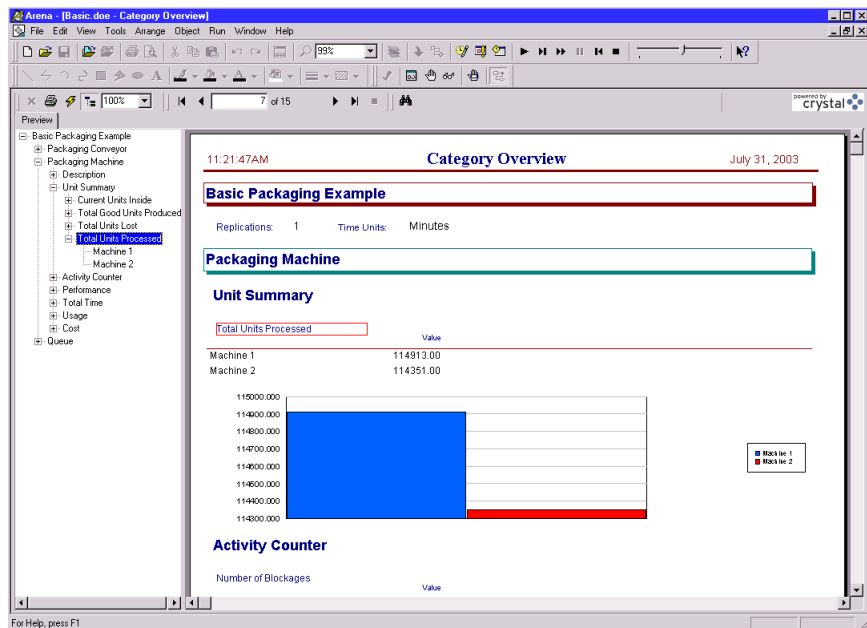 Arena - [Basic.doe - Category Overview]
File Edit View Tools Arrange Object Run Window Help
99%
100%
7 of 15
powered by
crystal
Preview
Basic Packaging Example
Packaging Conveyor
Packaging Machine
Description
Unit Summary
Current Units Inside
Total Good Units Produced
Total Units Lost
Total Units Processed
Machine 1
Machine 2
Activity Counter
Performance
Total Time
Usage
Cost
Queue
11:21:47AM Category Overview July 31, 2003
Basic Packaging Example
Replications: 1 Time Units: Minutes
Packaging Machine
Unit Summary
Total Units Processed
Value
Machine 1 114913.00
Machine 2 114351.00
115000.000
114900.000
114800.000
114700.000
114600.000
114500.000
114400.000
114300.000
Machine 1
Machine 2
Activity Counter
Number of Blockages
Value
For Help, press F1